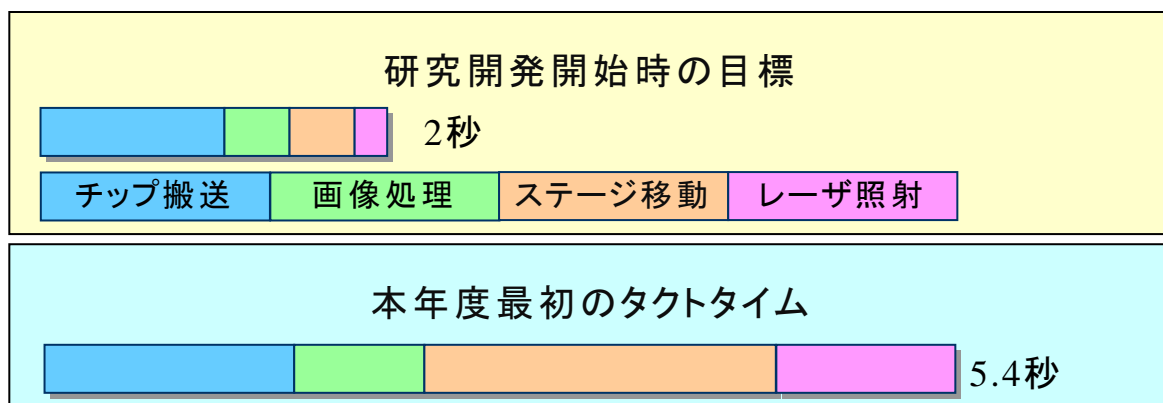 研究開発開始時の目標
2秒
チップ搬送 画像処理 ステージ移動 レーザ照射
本年度最初のタクトタイム
5.4秒